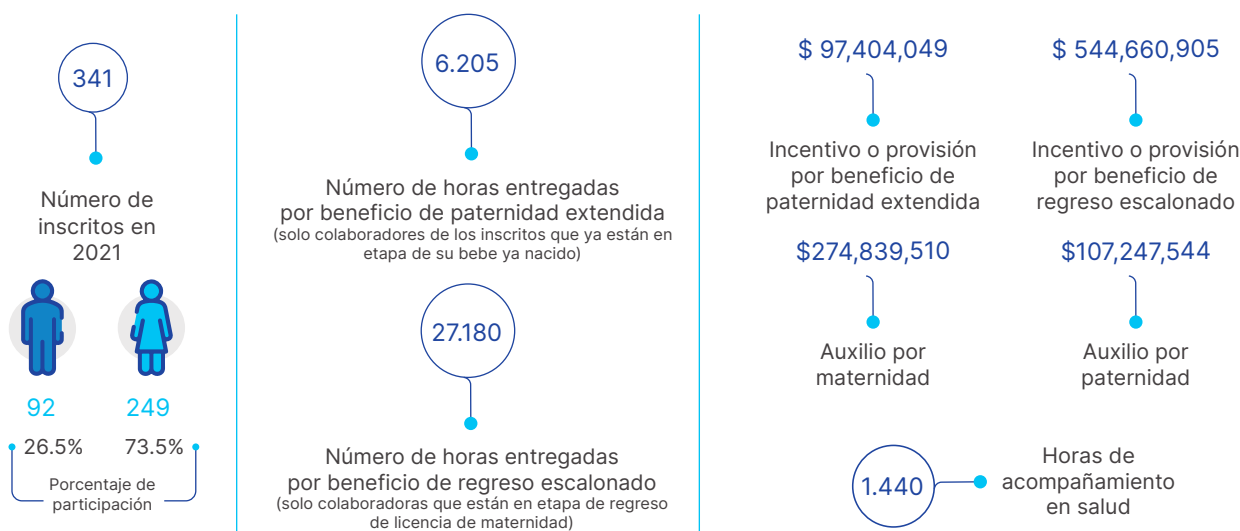 341
Número de
inscritos en
2021
92
249
26.5%
73.5%
Porcentaje de
participación
6.205
Número de horas entregadas
por beneficio de paternidad extendida
(solo colaboradores de los inscritos que ya están en
etapa de su bebe ya nacido)
27.180
Número de horas entregadas
por beneficio de regreso escalonado
(solo colaboradoras que están en etapa de regreso
de licencia de maternidad)
$ 97,404,049
Incentivo o provisión
por beneficio de
paternidad extendida
$ 544,660,905
Incentivo o provisión
por beneficio de
regreso escalonado
$274,839,510
Auxilio por
maternidad
$107,247,544
Auxilio por
paternidad
1.440
Horas de
acompañamiento
en salud